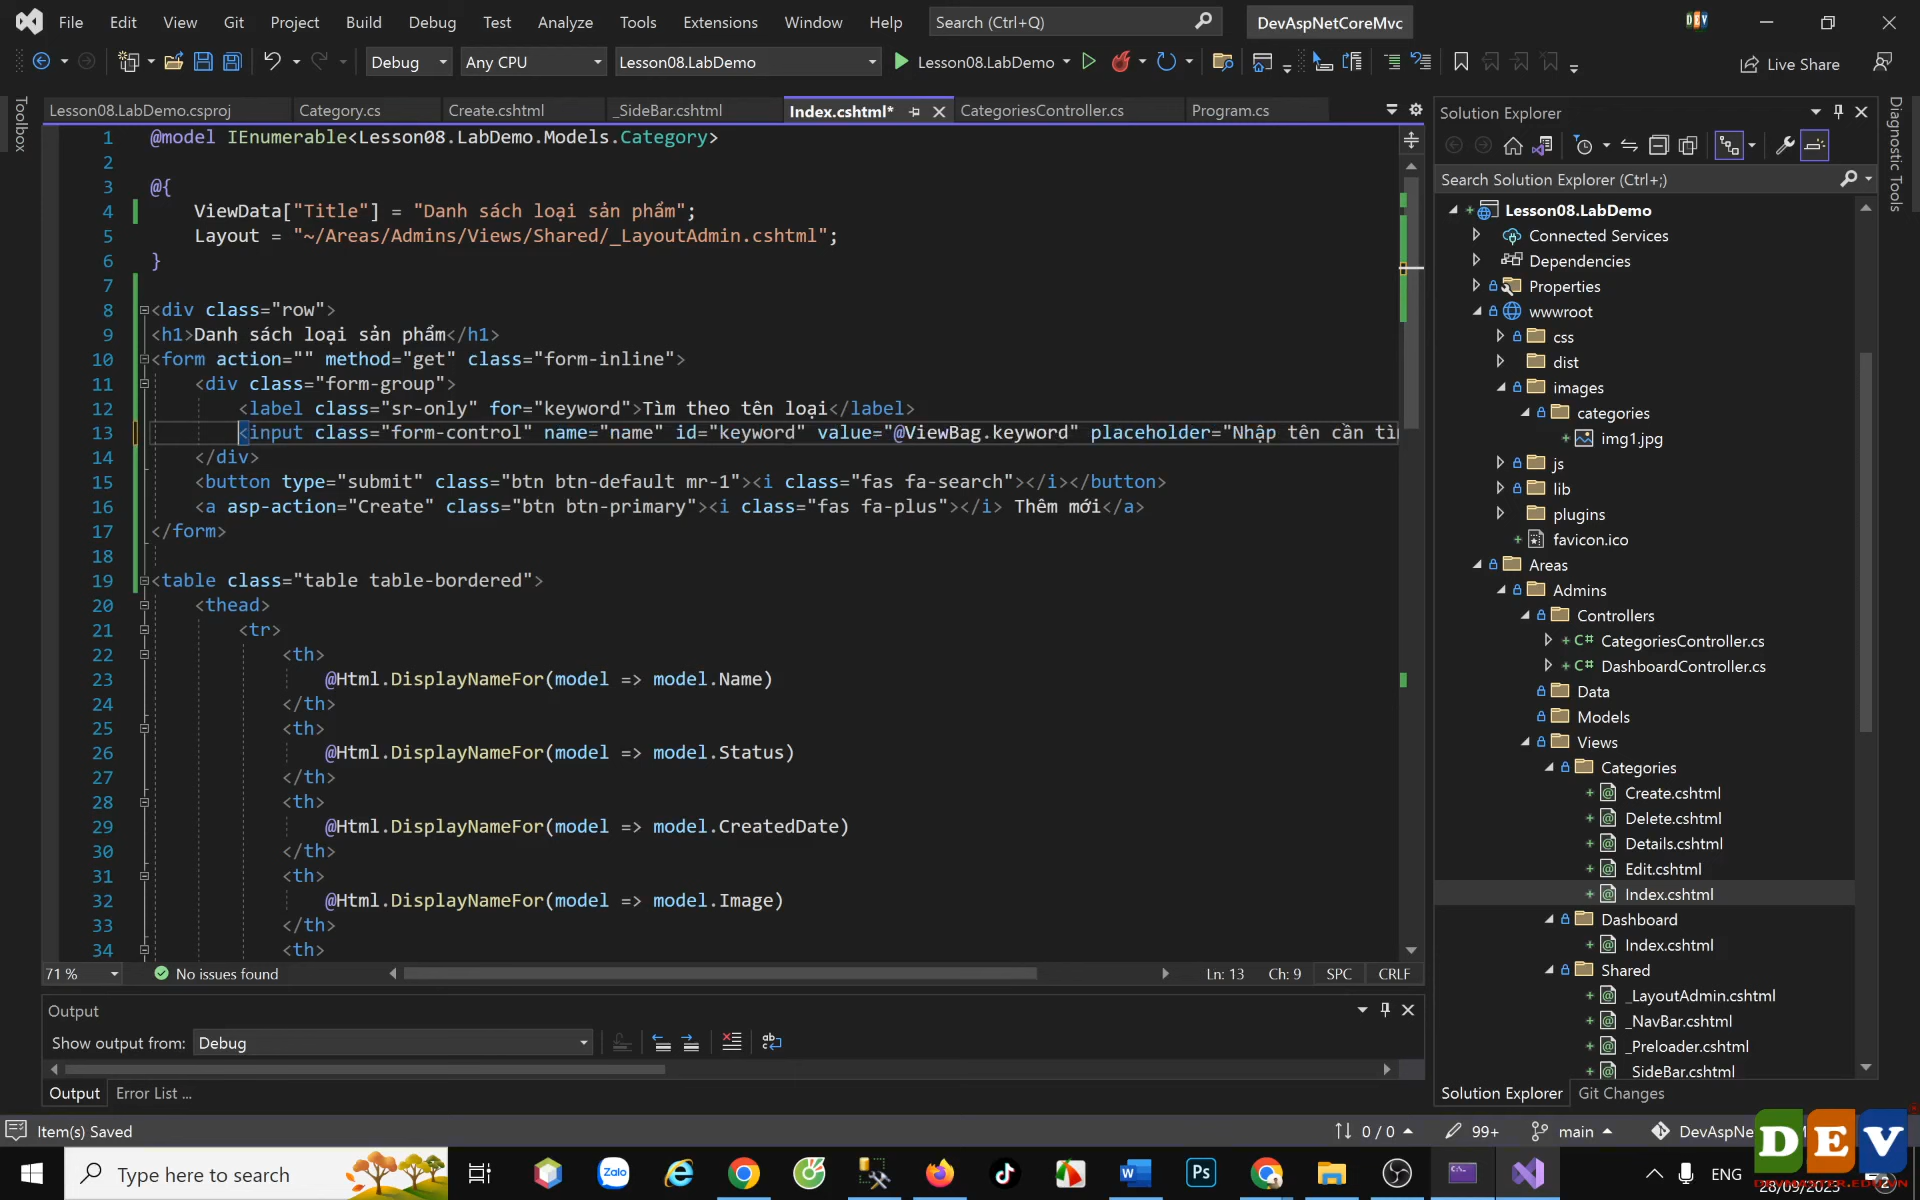 File Edit View Git Project Build Debug Test Analyze Tools Extensions Window Help Search (Ctrl+Q) DevAspNetCoreMvc DEV
Debug Any CPU Lesson08.LabDemo Lesson08.LabDemo Live Share
Toolbox
Lesson08.LabDemo.csproj Category.cs Create.cshtml _SideBar.cshtml Index.cshtml* CategoriesController.cs Program.cs
1 @model IEnumerable<Lesson08.LabDemo.Models.Category>
2
3 @{
4 ViewData["Title"] = "Danh sách loại sản phẩm";
5 Layout = "~/Areas/Admins/Views/Shared/_LayoutAdmin.cshtml";
6 }
7
8 <div class="row">
9 <h1>Danh sách loại sản phẩm</h1>
10 <form action="" method="get" class="form-inline">
11 <div class="form-group">
12 <label class="sr-only" for="keyword">Tìm theo tên loại</label>
13 <input class="form-control" name="name" id="keyword" value="@ViewBag.keyword" placeholder="Nhập tên cần tìm
14 </div>
15 <button type="submit" class="btn btn-default mr-1"><i class="fas fa-search"></i></button>
16 <a asp-action="Create" class="btn btn-primary"><i class="fas fa-plus"></i> Thêm mới</a>
17 </form>
18
19 <table class="table table-bordered">
20 <thead>
21 <tr>
22 <th>
23 @Html.DisplayNameFor(model => model.Name)
24 </th>
25 <th>
26 @Html.DisplayNameFor(model => model.Status)
27 </th>
28 <th>
29 @Html.DisplayNameFor(model => model.CreatedDate)
30 </th>
31 <th>
32 @Html.DisplayNameFor(model => model.Image)
33 </th>
34 <th>
71 % No issues found Ln: 13 Ch: 9 SPC CRLF
Output
Show output from: Debug
Output Error List ...
Solution Explorer
Search Solution Explorer (Ctrl+;)
Lesson08.LabDemo
Connected Services
Dependencies
Properties
wwwroot
css
dist
images
categories
img1.jpg
js
lib
plugins
favicon.ico
Areas
Admins
Controllers
C# CategoriesController.cs
C# DashboardController.cs
Data
Models
Views
Categories
Create.cshtml
Delete.cshtml
Details.cshtml
Edit.cshtml
Index.cshtml
Dashboard
Index.cshtml
Shared
_LayoutAdmin.cshtml
_NavBar.cshtml
_Preloader.cshtml
_SideBar.cshtml
Solution Explorer Git Changes
Diagnostic Tools
Item(s) Saved 0 / 0 99+ main DevAspNe
DEV
Type here to search Zalo Ps ENG
28/09/2023 2